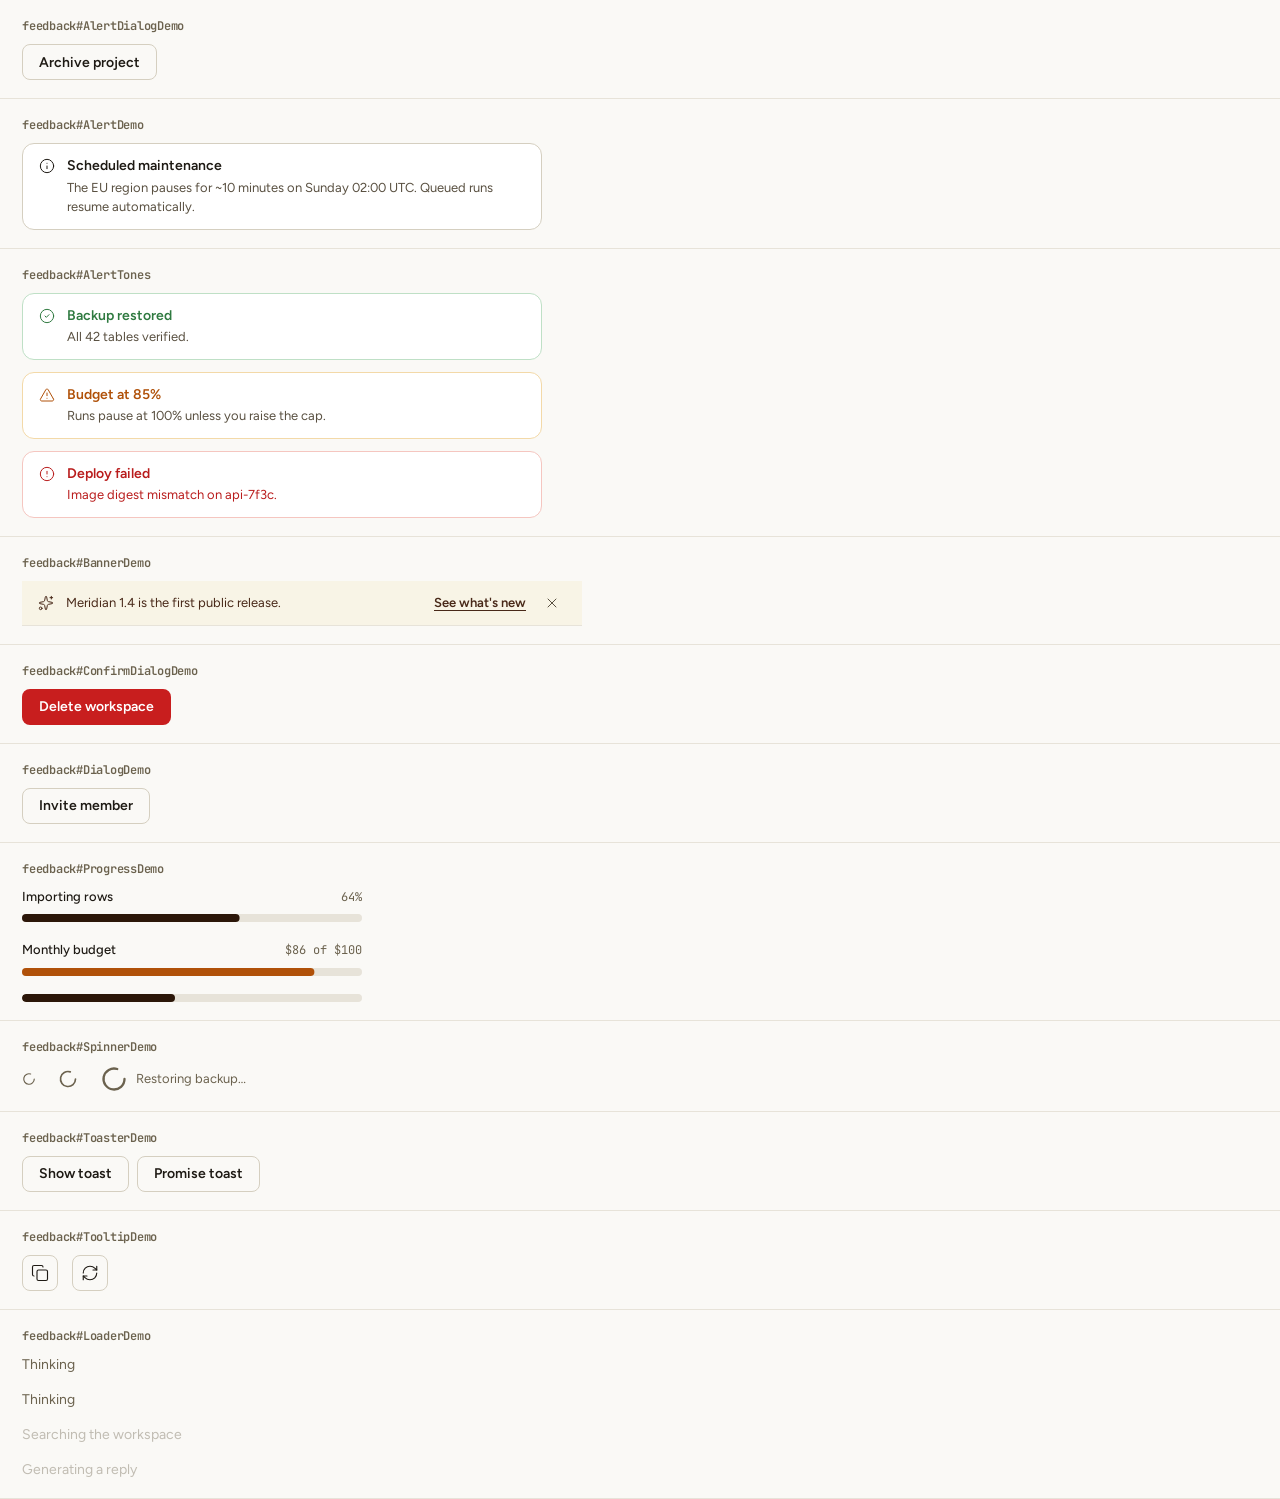 feedback#AlertDialogDemo
Archive project
feedback#AlertDemo
Scheduled maintenance
The EU region pauses for ~10 minutes on Sunday 02:00 UTC. Queued runs
resume automatically.
feedback#AlertTones
Backup restored
All 42 tables verified.
Budget at 85%
Runs pause at 100% unless you raise the cap.
Deploy failed
Image digest mismatch on api-7f3c.
feedback#BannerDemo
Meridian 1.4 is the first public release. See what's new
feedback#ConfirmDialogDemo
Delete workspace
feedback#DialogDemo
Invite member
feedback#ProgressDemo
Importing rows 64%
Monthly budget $86 of $100
feedback#SpinnerDemo
Restoring backup…
feedback#ToasterDemo
Show toast Promise toast
feedback#TooltipDemo
feedback#LoaderDemo
Thinking
Thinking
Searching the workspace
Generating a reply